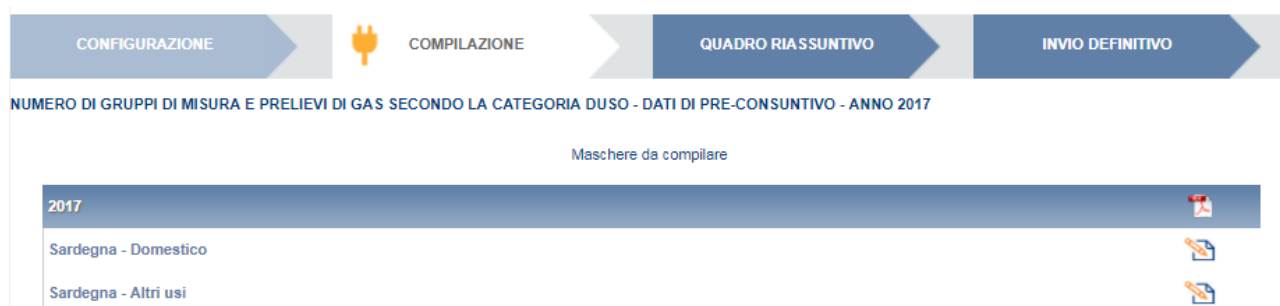 CONFIGURAZIONE COMPILAZIONE QUADRO RIASSUNTIVO INVIO DEFINITIVO
NUMERO DI GRUPPI DI MISURA E PRELIEVI DI GAS SECONDO LA CATEGORIA DUSO - DATI DI PRE-CONSUNTIVO - ANNO 2017
Maschere da compilare
2017
Sardegna - Domestico
Sardegna - Altri usi